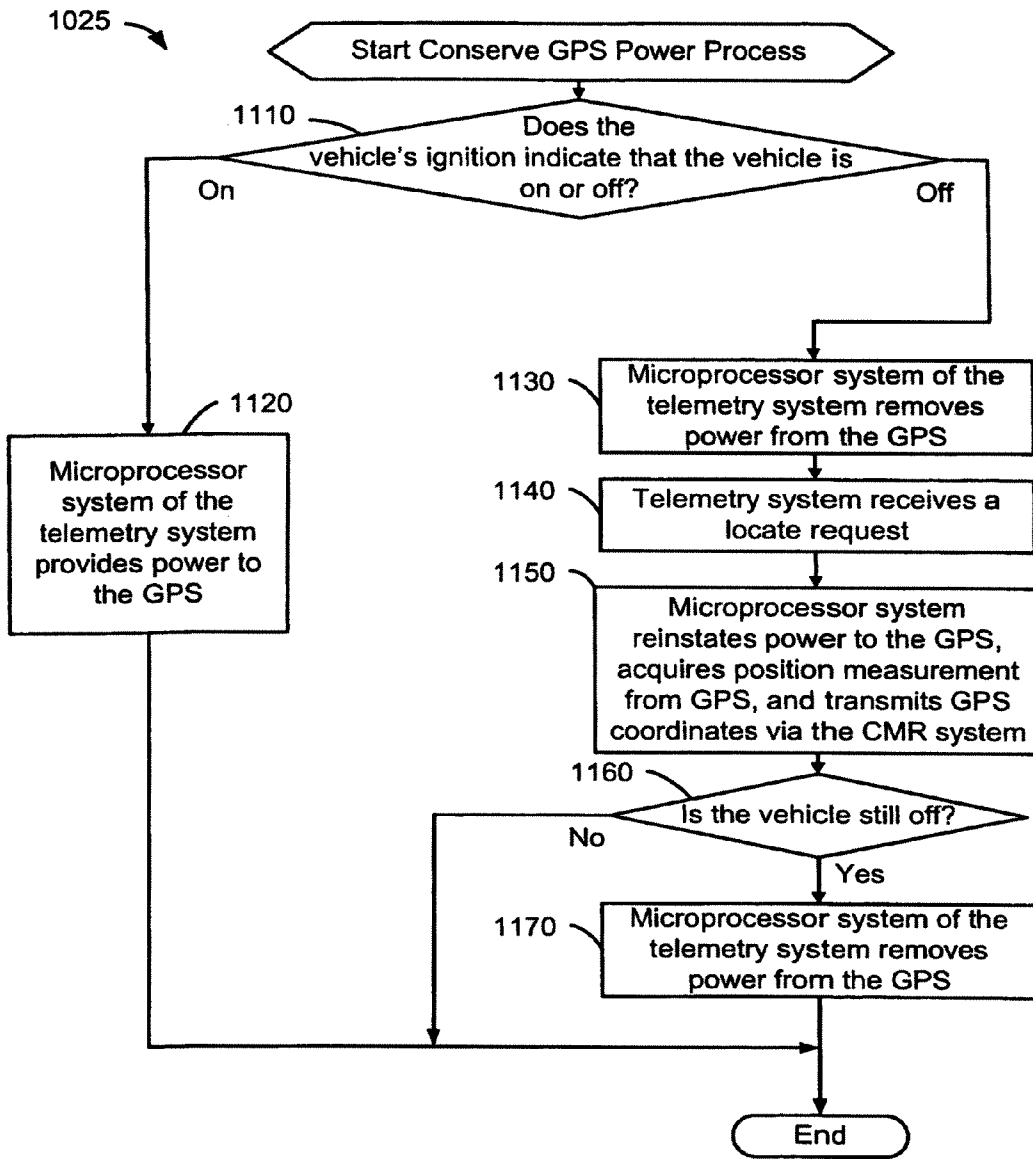 1025
Start Conserve GPS Power Process
1110
Does the
vehicle's ignition indicate that the vehicle is
on or off?
On
Off
1130
Microprocessor system of the
telemetry system removes
power from the GPS
1120
Microprocessor
system of the
telemetry system
provides power to
the GPS
1140
Telemetry system receives a
locate request
1150
Microprocessor system
reinstates power to the GPS,
acquires position measurement
from GPS, and transmits GPS
coordinates via the CMR system
1160
Is the vehicle still off?
No
Yes
1170
Microprocessor system of the
telemetry system removes
power from the GPS
End